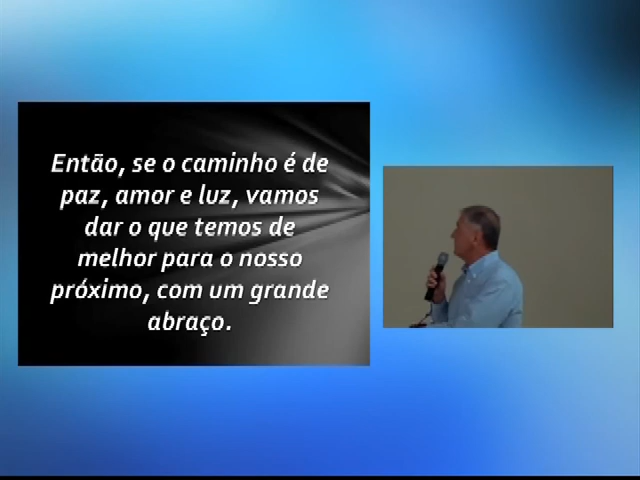 Então, se o caminho é de
paz, amor e luz, vamos
dar o que temos de
melhor para o nosso
próximo, com um grande
abraço.